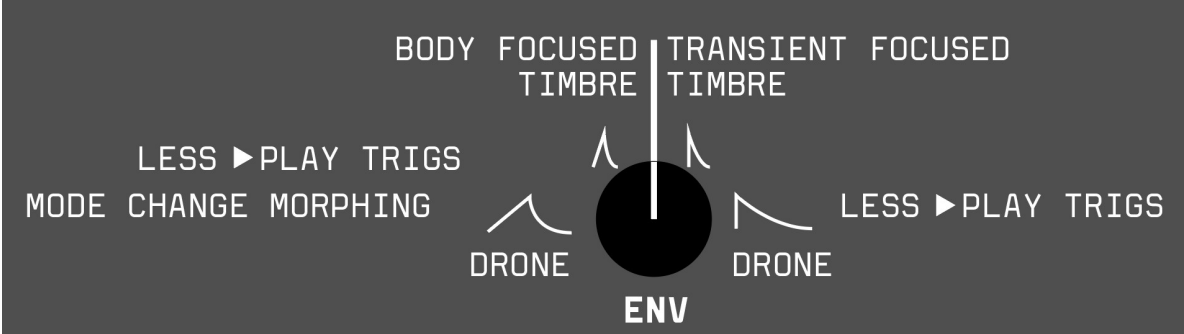 BODY FOCUSED TRANSIENT FOCUSED
TIMBRE TIMBRE
LESS ▶PLAY TRIGS
MODE CHANGE MORPHING
LESS ▶PLAY TRIGS
DRONE DRONE
ENV